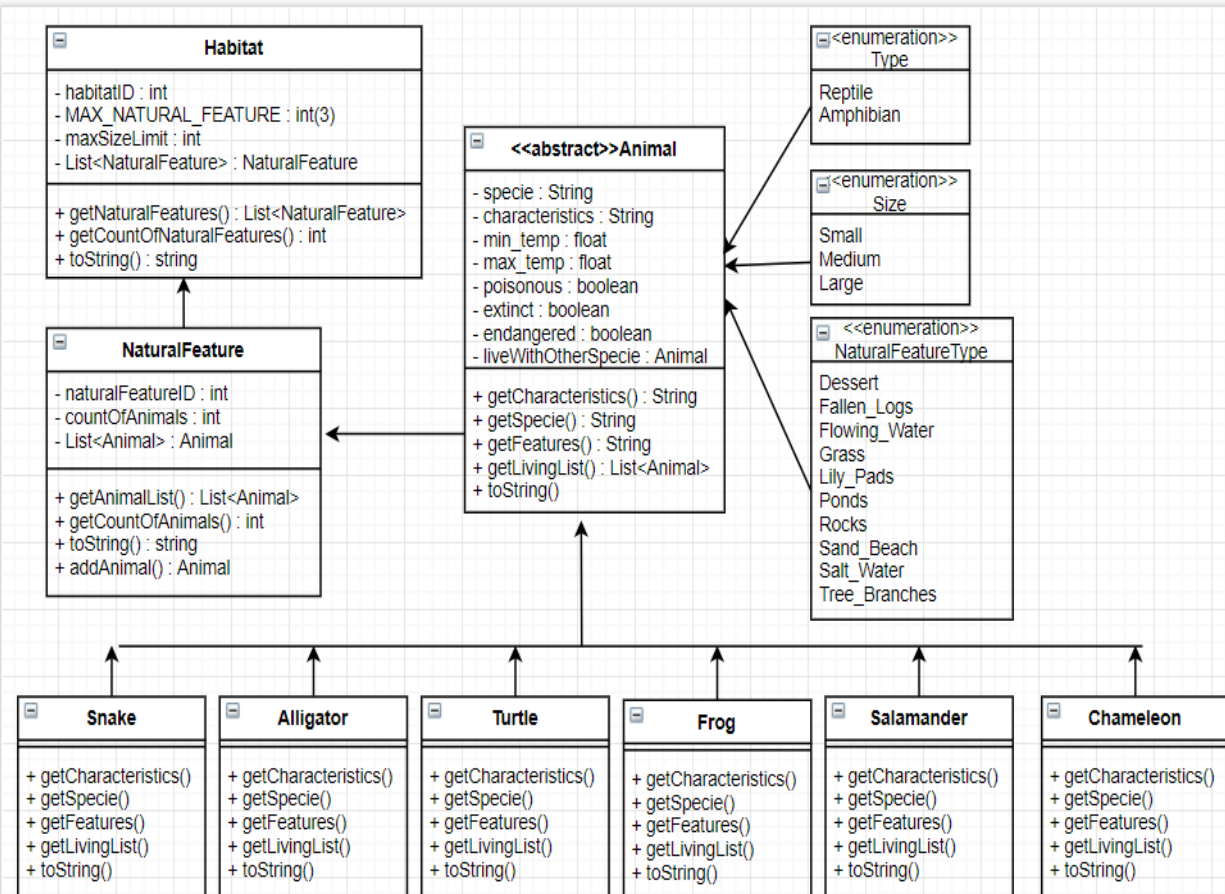 Habitat
- habitatID : int
- MAX_NATURAL_FEATURE : int(3)
- maxSizeLimit : int
- List<NaturalFeature> : NaturalFeature
+ getNaturalFeatures() : List<NaturalFeature>
+ getCountOfNaturalFeatures() : int
+ toString() : string
NaturalFeature
- naturalFeatureID : int
- countOfAnimals : int
- List<Animal> : Animal
+ getAnimalList() : List<Animal>
+ getCountOfAnimals() : int
+ toString() : string
+ addAnimal() : Animal
<<abstract>>Animal
- specie : String
- characteristics : String
- min_temp : float
- max_temp : float
- poisonous : boolean
- extinct : boolean
- endangered : boolean
- liveWithOtherSpecie : Animal
+ getCharacteristics() : String
+ getSpecie() : String
+ getFeatures() : String
+ getLivingList() : List<Animal>
+ toString()
<<enumeration>>
Type
Reptile
Amphibian
<<enumeration>>
Size
Small
Medium
Large
<<enumeration>>
NaturalFeatureType
Dessert
Fallen_Logs
Flowing_Water
Grass
Lily_Pads
Ponds
Rocks
Sand_Beach
Salt_Water
Tree_Branches
Snake
+ getCharacteristics()
+ getSpecie()
+ getFeatures()
+ getLivingList()
+ toString()
Alligator
+ getCharacteristics()
+ getSpecie()
+ getFeatures()
+ getLivingList()
+ toString()
Turtle
+ getCharacteristics()
+ getSpecie()
+ getFeatures()
+ getLivingList()
+ toString()
Frog
+ getCharacteristics()
+ getSpecie()
+ getFeatures()
+ getLivingList()
+ toString()
Salamander
+ getCharacteristics()
+ getSpecie()
+ getFeatures()
+ getLivingList()
+ toString()
Chameleon
+ getCharacteristics()
+ getSpecie()
+ getFeatures()
+ getLivingList()
+ toString()